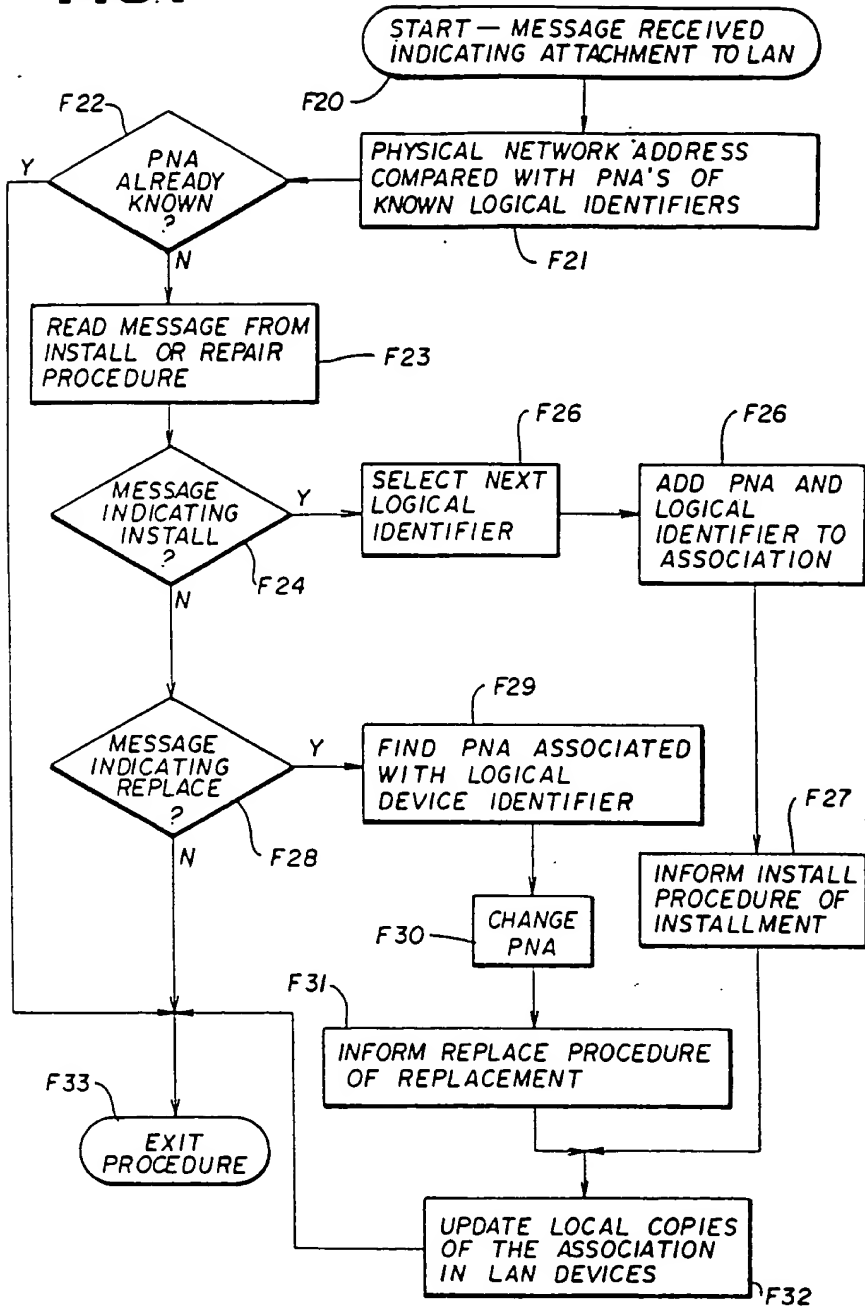 START — MESSAGE RECEIVED
INDICATING ATTACHMENT TO LAN
F20
F22
Y
PNA
ALREADY
KNOWN
?
N
PHYSICAL NETWORK ADDRESS
COMPARED WITH PNA'S OF
KNOWN LOGICAL IDENTIFIERS
F21
READ MESSAGE FROM
INSTALL OR REPAIR
PROCEDURE
F23
MESSAGE
INDICATING
INSTALL
?
Y
N
F24
F26
SELECT NEXT
LOGICAL
IDENTIFIER
F26
ADD PNA AND
LOGICAL
IDENTIFIER TO
ASSOCIATION
MESSAGE
INDICATING
REPLACE
?
Y
N
F28
F29
FIND PNA ASSOCIATED
WITH LOGICAL
DEVICE IDENTIFIER
F27
INFORM INSTALL
PROCEDURE OF
INSTALLMENT
F30
CHANGE
PNA
F31
INFORM REPLACE PROCEDURE
OF REPLACEMENT
F33
EXIT
PROCEDURE
UPDATE LOCAL COPIES
OF THE ASSOCIATION
IN LAN DEVICES
F32